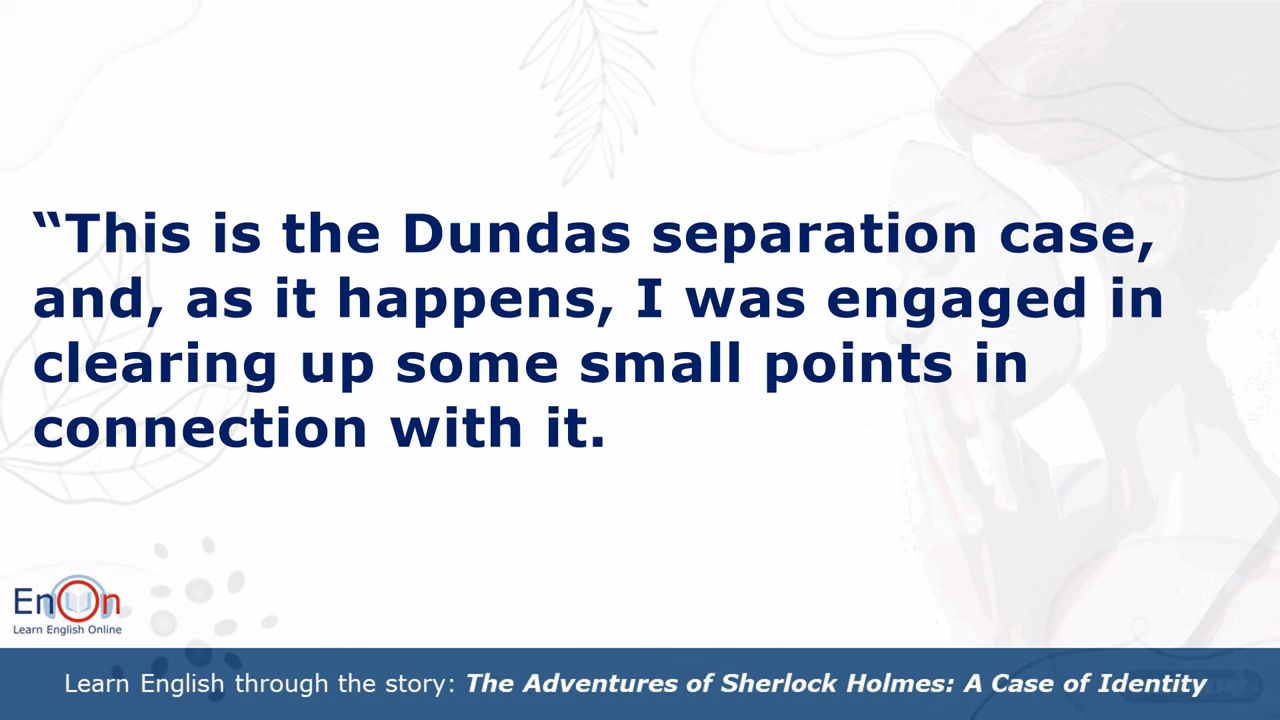 “This is the Dundas separation case,
and, as it happens, I was engaged in
clearing up some small points in
connection with it.
EnOn
Learn English Online
Learn English through the story: The Adventures of Sherlock Holmes: A Case of Identity